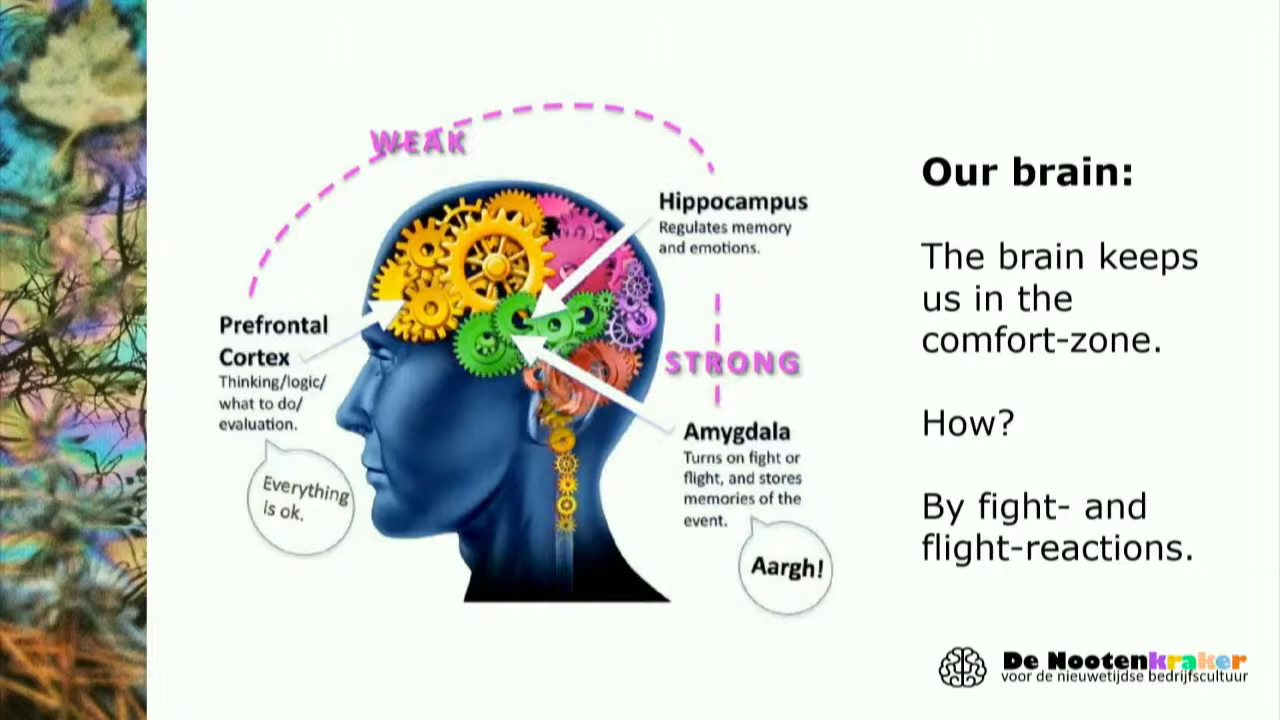 WEAK
Hippocampus
Regulates memory
and emotions.
Prefrontal
Cortex
Thinking/logic/
what to do/
evaluation.
Everything
is ok.
STRONG
Amygdala
Turns on fight or
flight, and stores
memories of the
event.
Aargh!
Our brain:
The brain keeps
us in the
comfort-zone.
How?
By fight- and
flight-reactions.
De Nootenkraker
voor de nieuwetijdse bedrijfscultuur